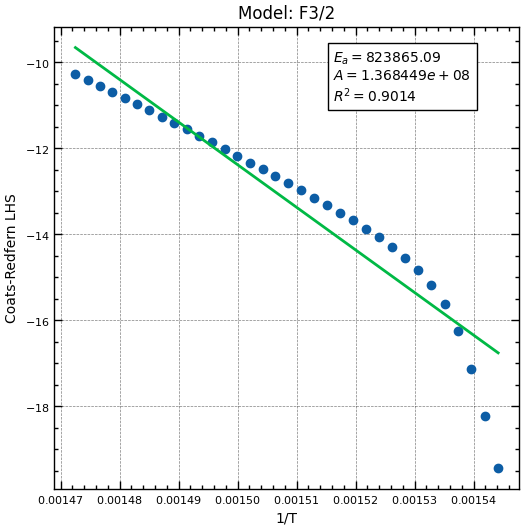 Model: F3/2
E_a = 823865.09
A = 1.368449e + 08
R^2 = 0.9014
Coats-Redfern LHS
−10
−12
−14
−16
−18
0.00147 0.00148 0.00149 0.00150 0.00151 0.00152 0.00153 0.00154
1/T